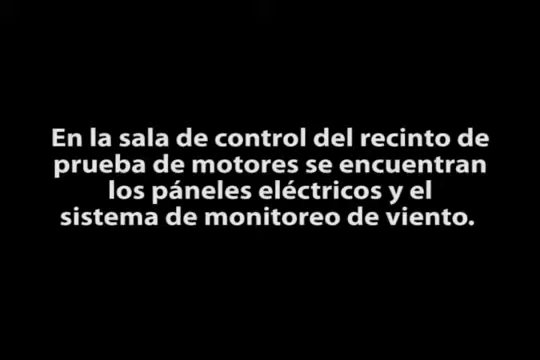 En la sala de control del recinto de
prueba de motores se encuentran
los páneles eléctricos y el
sistema de monitoreo de viento.